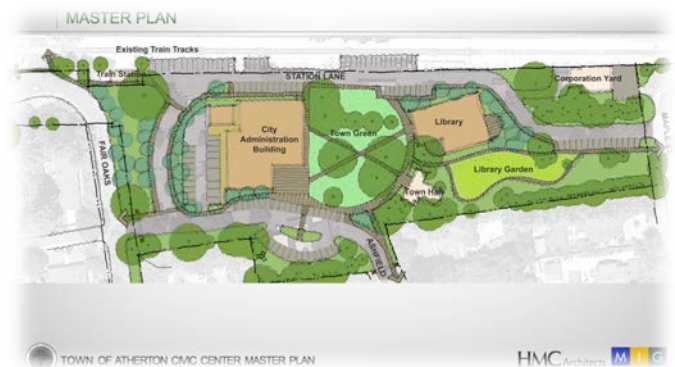 MASTER PLAN
Existing Train Tracks
Train Station
STATION LANE
Corporation Yard
City
Administration
Building
Town Green
Library
FAIR OAKS
Library Garden
Town Hall
ASHFIELD
TOWN OF ATHERTON CIVIC CENTER MASTER PLAN
HMC Architects
M I G